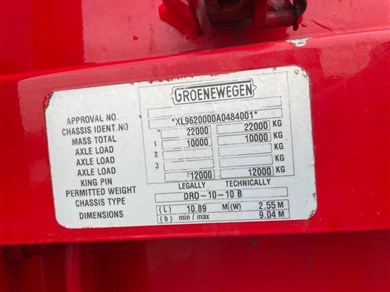 GROENEWEGEN
APPROVAL NO.
CHASSIS IDENT.NO *XL9620000A0484001*
MASS TOTAL 22000 22000 KG
AXLE LOAD 1 10000 10000 KG
AXLE LOAD 2
AXLE LOAD 3
KING PIN 12000 12000 KG
PERMITTED WEIGHT LEGALLY TECHNICALLY
CHASSIS TYPE DRO-10-10 B
DIMENSIONS (L) 10.89 M (W) 2.55 M
(b) min / max 9.04 M